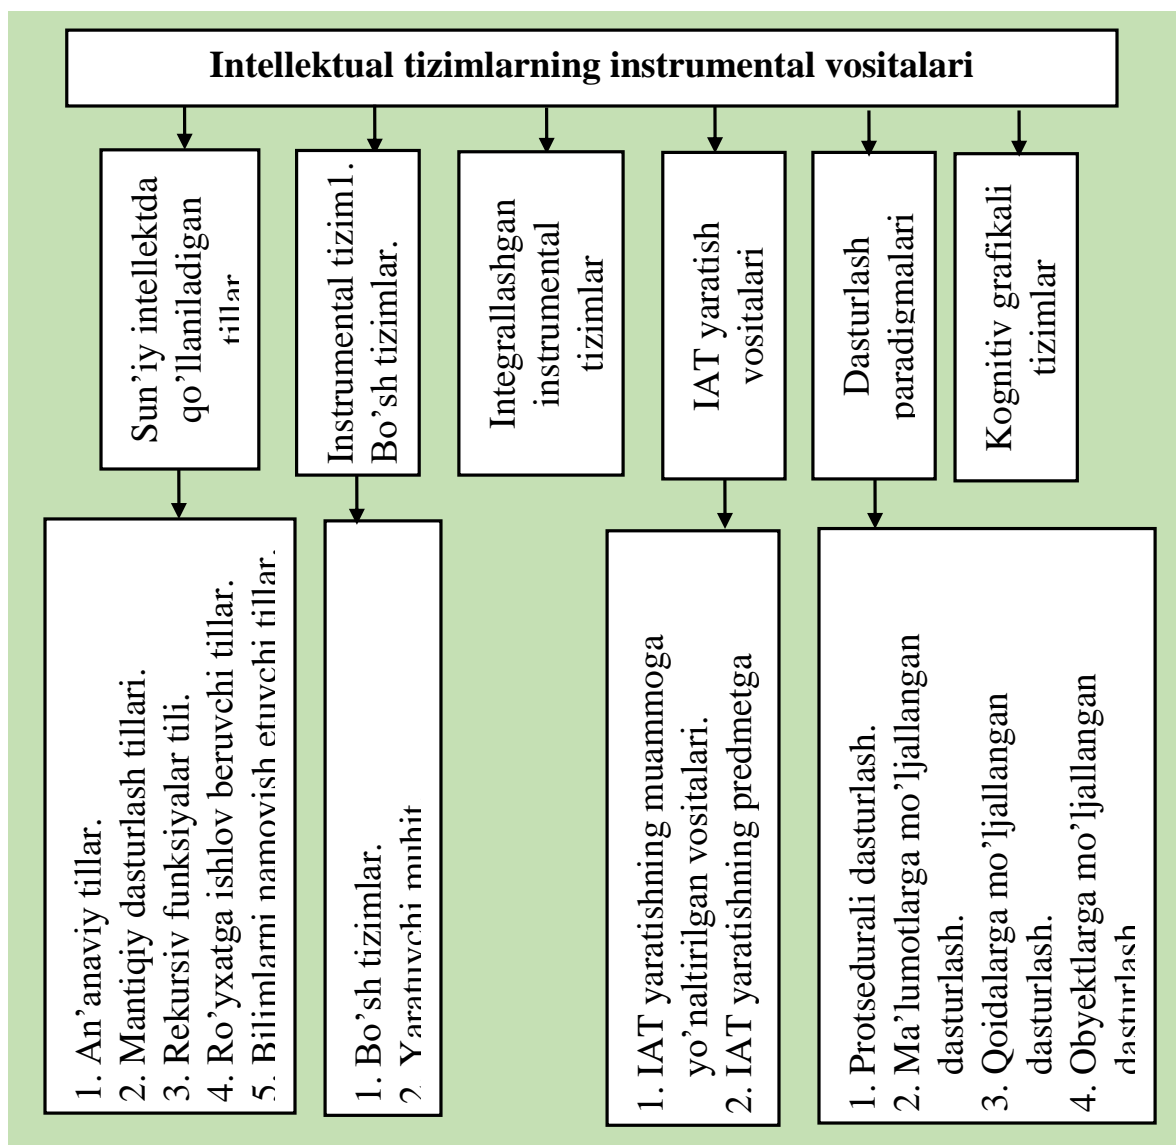 Intellektual tizimlarning instrumental vositalari
Sun’iy intellektda
qo’llaniladigan
tillar
Instrumental tizim1.
Bo’sh tizimlar.
Integrallashgan
instrumental
tizimlar
IAT yaratish
vositalari
Dasturlash
paradigmalari
Kognitiv grafikali
tizimlar
1. An’anaviy tillar.
2. Mantiqiy dasturlash tillari.
3. Rekursiv funksiyalar tili.
4. Ro’yxatga ishlov beruvchi tillar.
5. Bilimlarni namoyish etuvchi tillar.
1. Bo’sh tizimlar.
2. Yaratuvchi muhit
1. IAT yaratishning muammoga
yo’naltirilgan vositalari.
2. IAT yaratishning predmetga
1. Protsedurali dasturlash.
2. Ma’lumotlarga mo’ljallangan
dasturlash.
3. Qoidalarga mo’ljallangan
dasturlash.
4. Obyektlarga mo’ljallangan
dasturlash